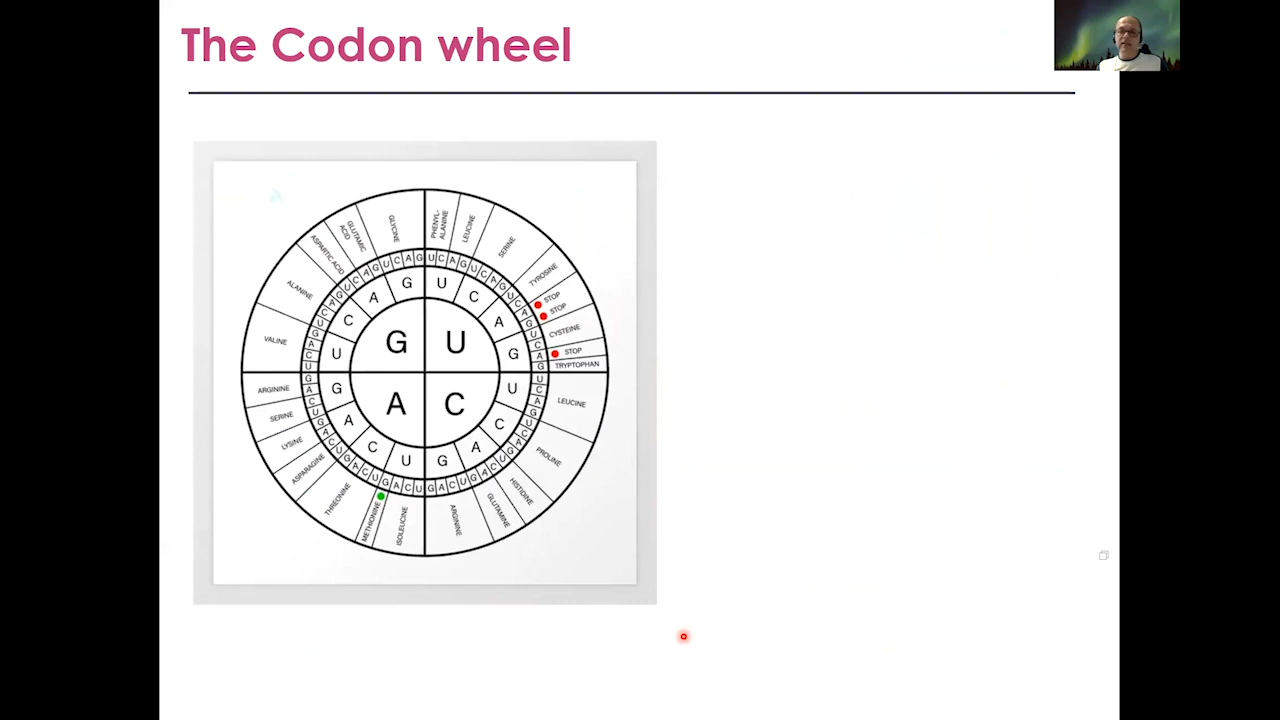 The Codon wheel
G U
A C
U C A G
U C A G
U C A G
U C A G
U C A G U C A G U C A G U C A G
U C A G U C A G U C A G U C A G
U C A G U C A G U C A G U C A G
U C A G U C A G U C A G U C A G
PHENYL-
ALANINE
LEUCINE
SERINE
TYROSINE
STOP
STOP
CYSTEINE
STOP
TRYPTOPHAN
LEUCINE
PROLINE
HISTIDINE
GLUTAMINE
ARGININE
ISOLEUCINE
METHIONINE
THREONINE
ASPARAGINE
LYSINE
SERINE
ARGININE
VALINE
ALANINE
ASPARTIC ACID
GLUTAMIC
ACID
GLYCINE